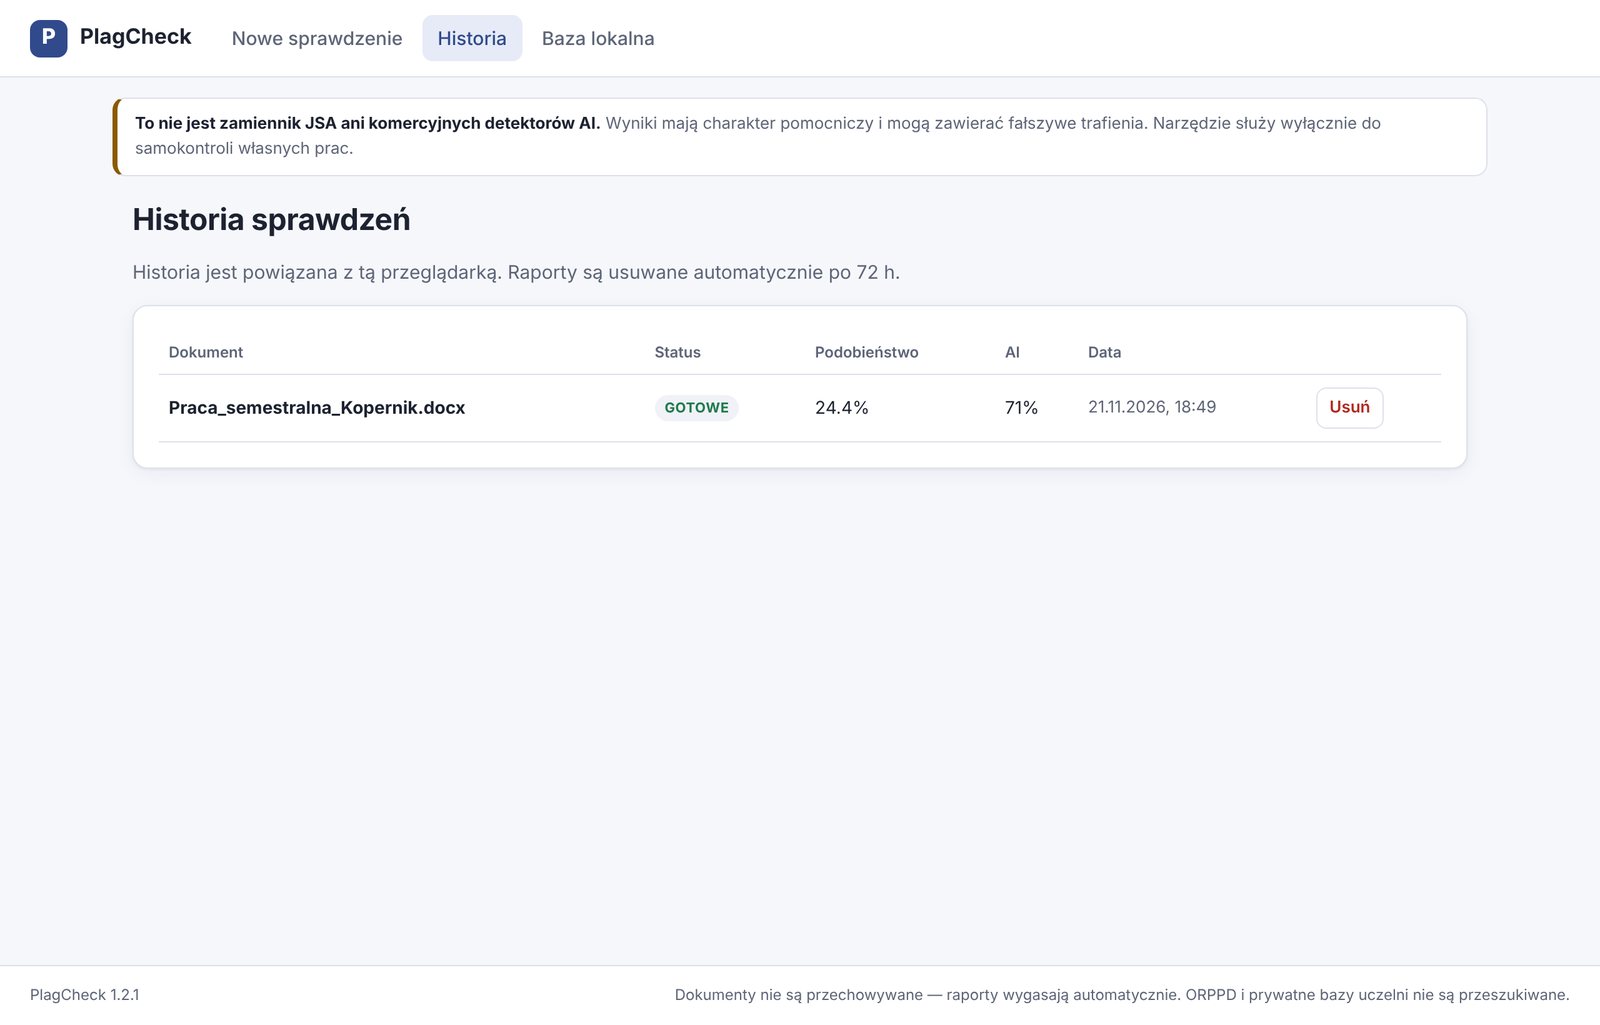 P PlagCheck Nowe sprawdzenie Historia Baza lokalna
To nie jest zamiennik JSA ani komercyjnych detektorów AI. Wyniki mają charakter pomocniczy i mogą zawierać fałszywe trafienia. Narzędzie służy wyłącznie do
samokontroli własnych prac.
Historia sprawdzeń
Historia jest powiązana z tą przeglądarką. Raporty są usuwane automatycznie po 72 h.
Dokument Status Podobieństwo AI Data
Praca_semestralna_Kopernik.docx GOTOWE 24.4% 71% 21.11.2026, 18:49 Usuń
PlagCheck 1.2.1 Dokumenty nie są przechowywane — raporty wygasają automatycznie. ORPPD i prywatne bazy uczelni nie są przeszukiwane.